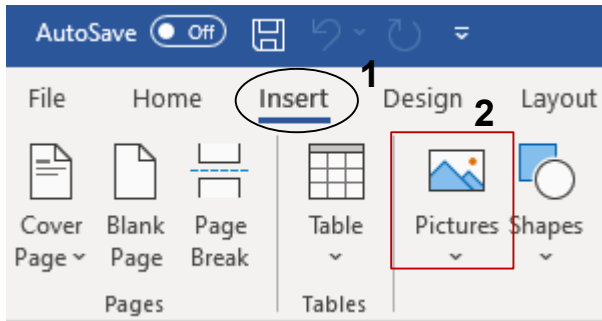 AutoSave Off
1
File Home Insert Design Layout
2
Cover Page Blank Page Page Break Table Pictures Shapes
Pages Tables